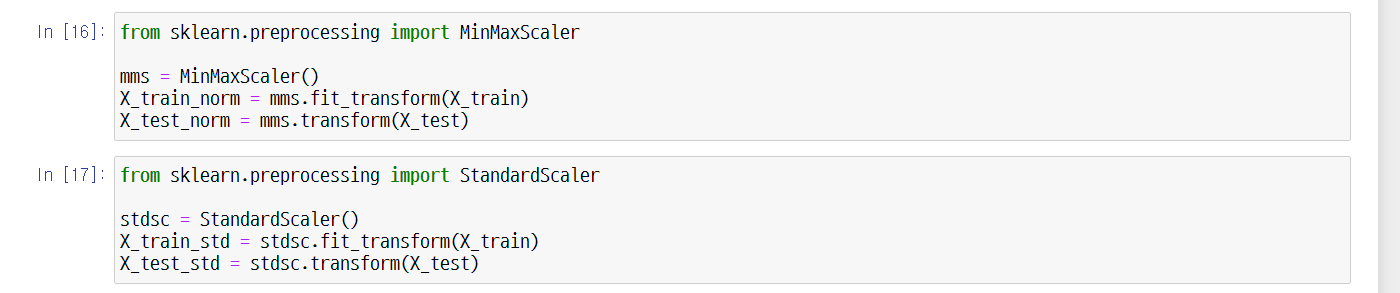 In [16]:
from sklearn.preprocessing import MinMaxScaler
mms = MinMaxScaler()
X_train_norm = mms.fit_transform(X_train)
X_test_norm = mms.transform(X_test)
In [17]:
from sklearn.preprocessing import StandardScaler
stdsc = StandardScaler()
X_train_std = stdsc.fit_transform(X_train)
X_test_std = stdsc.transform(X_test)